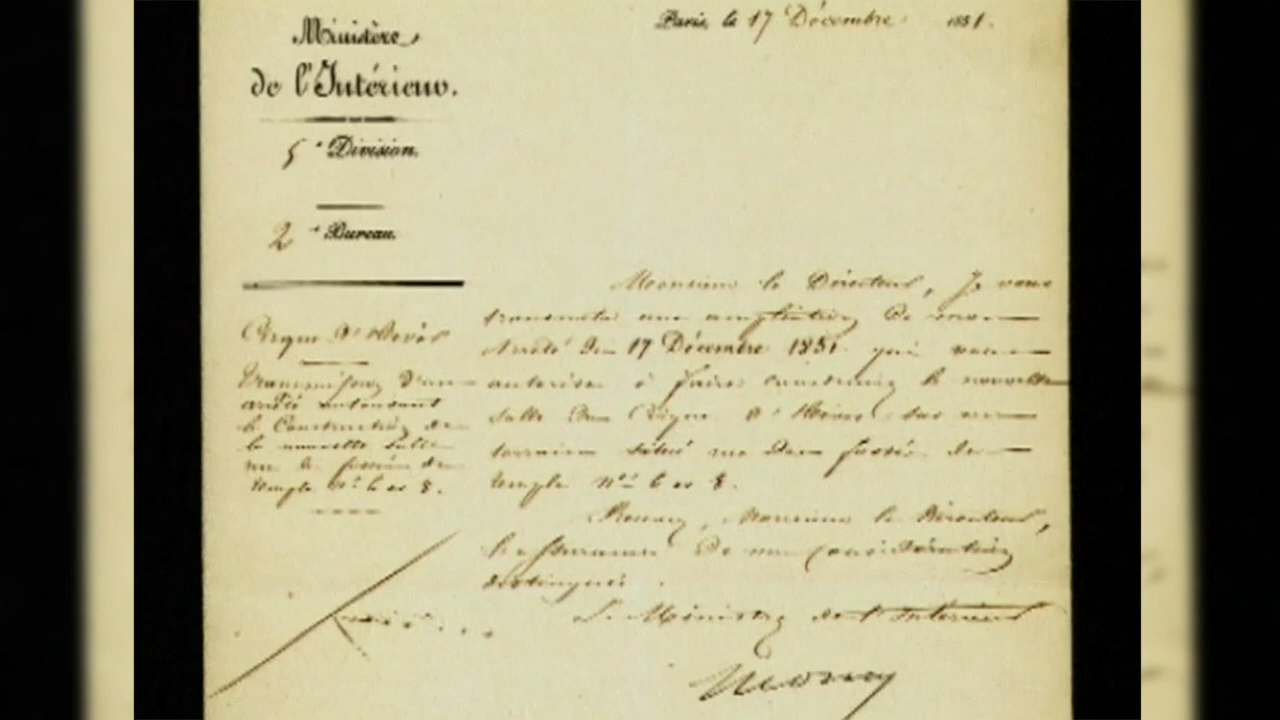 Paris, le 17 Décembre 1851.
Ministère
de l'Intérieur.
5e Division.
2e Bureau.
Cirque d'Hiver
Transmission d'un
arrêté autorisant
la Construction de
la nouvelle Salle
rue des fossés du
temple Nos 6 et 8.
Monsieur le Directeur, Je vous
transmets une ampliation de mon
Arrêté du 17 Décembre 1851 qui vous
autorise à faire construire la nouvelle
salle du Cirque d'Hiver sur un
terrain situé rue des fossés du
temple Nos 6 et 8.
Recevez, Monsieur le Directeur,
l'assurance de ma considération
distinguée.
Le Ministre de l'Intérieur